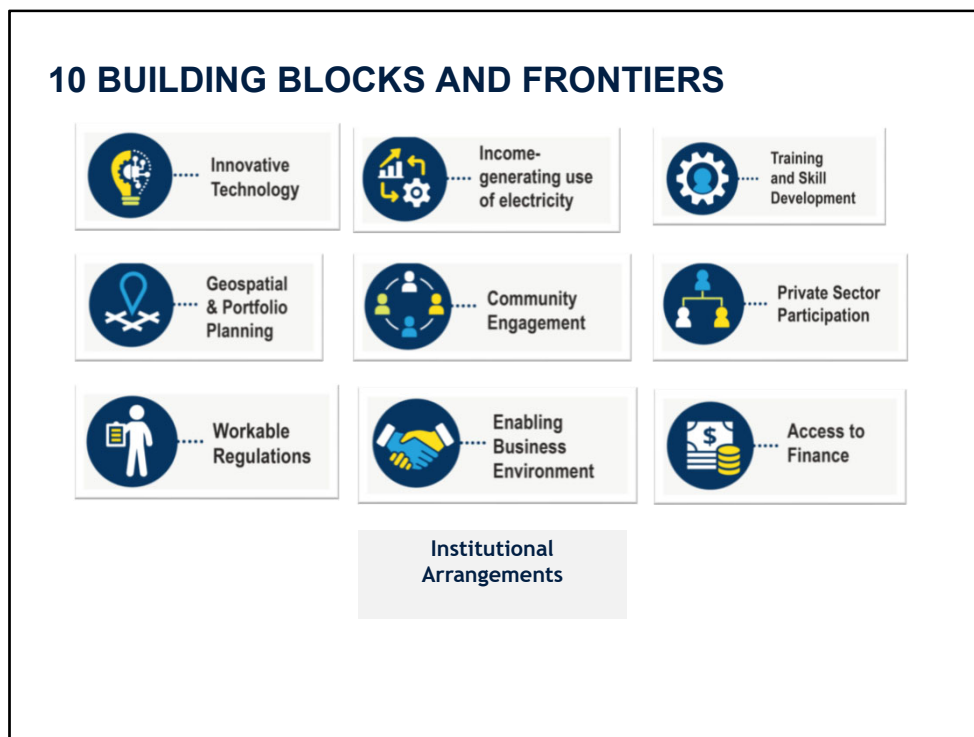 10 BUILDING BLOCKS AND FRONTIERS
Innovative
Technology
Income-
generating use
of electricity
Training
and Skill
Development
Geospatial
& Portfolio
Planning
Community
Engagement
Private Sector
Participation
Workable
Regulations
Enabling
Business
Environment
$
Access to
Finance
Institutional
Arrangements